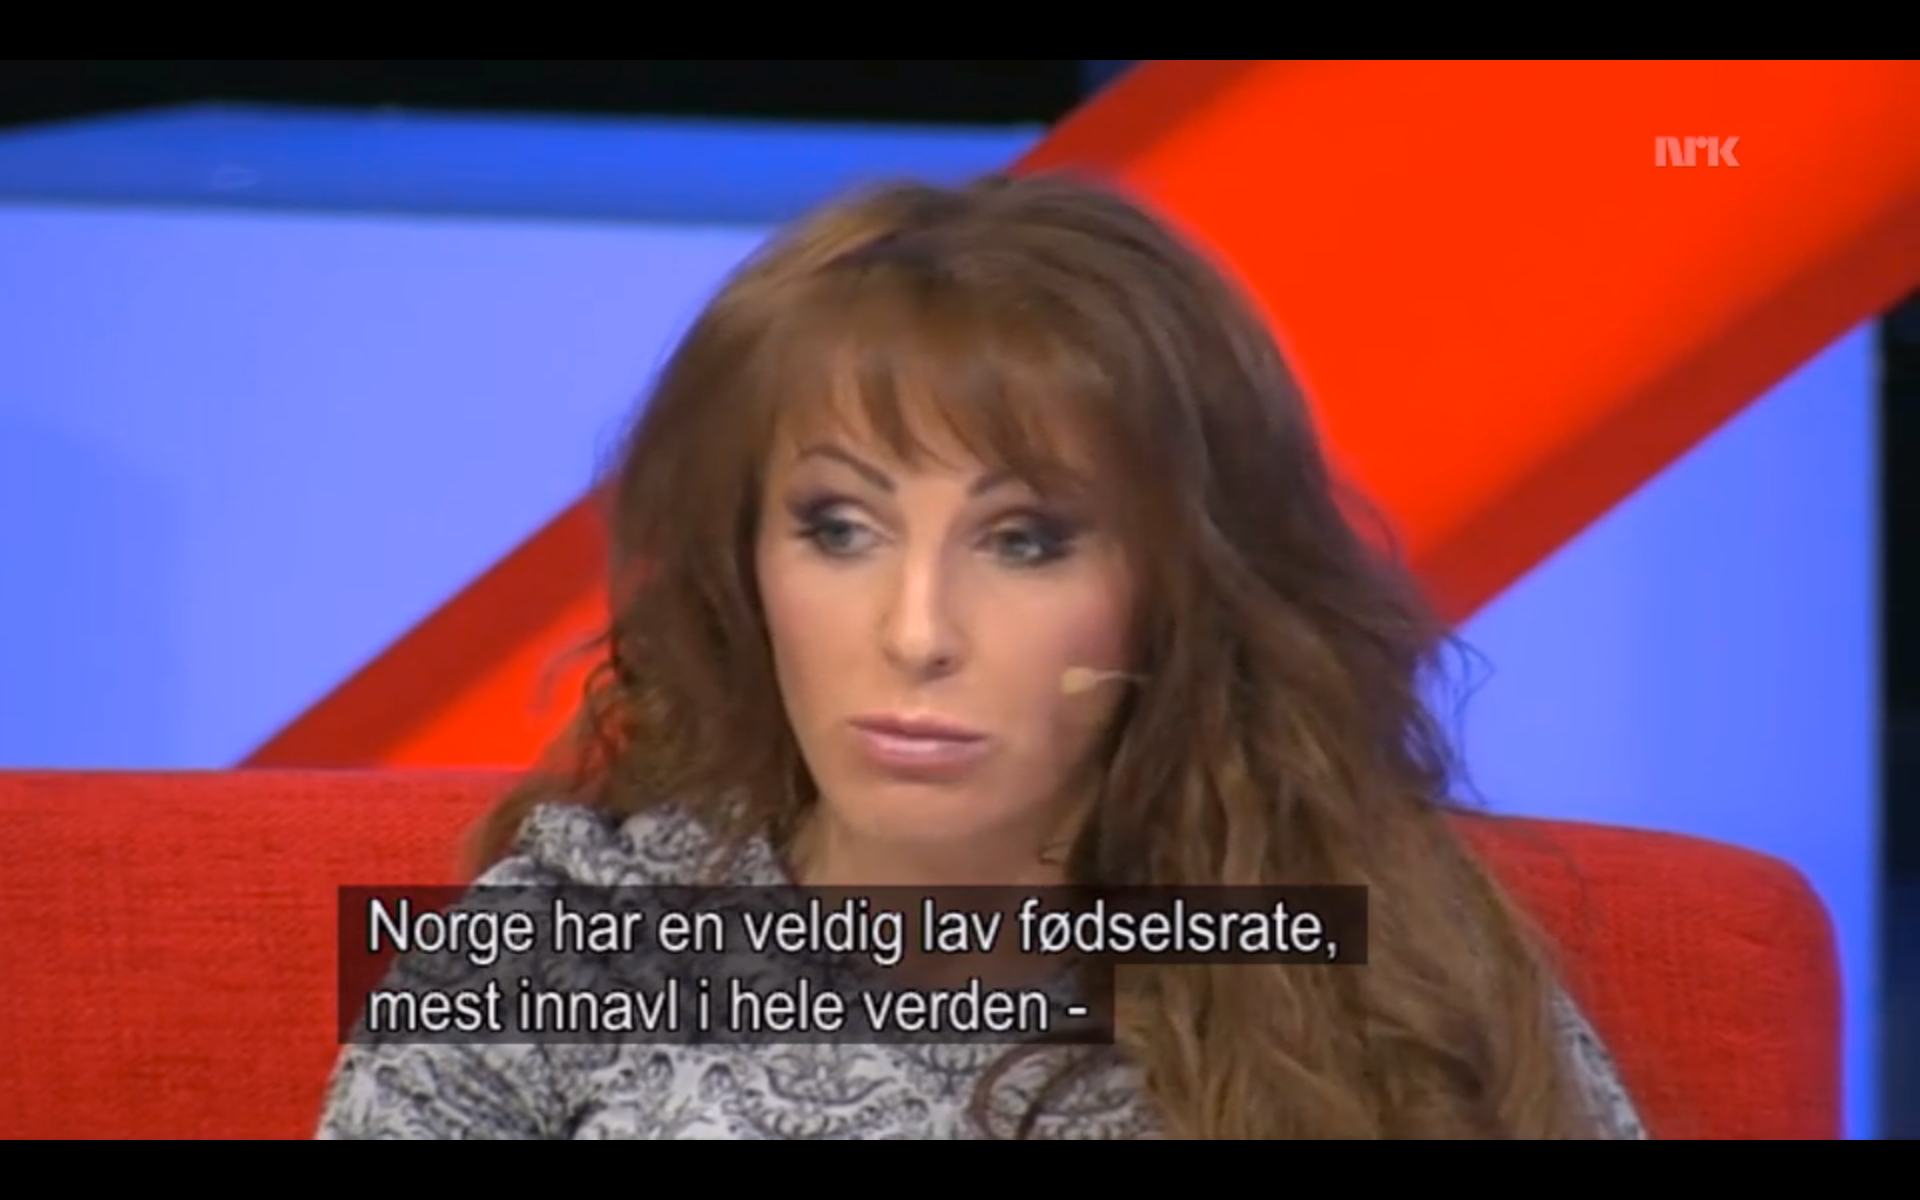 NRK
Norge har en veldig lav fødselsrate,
mest innavl i hele verden -